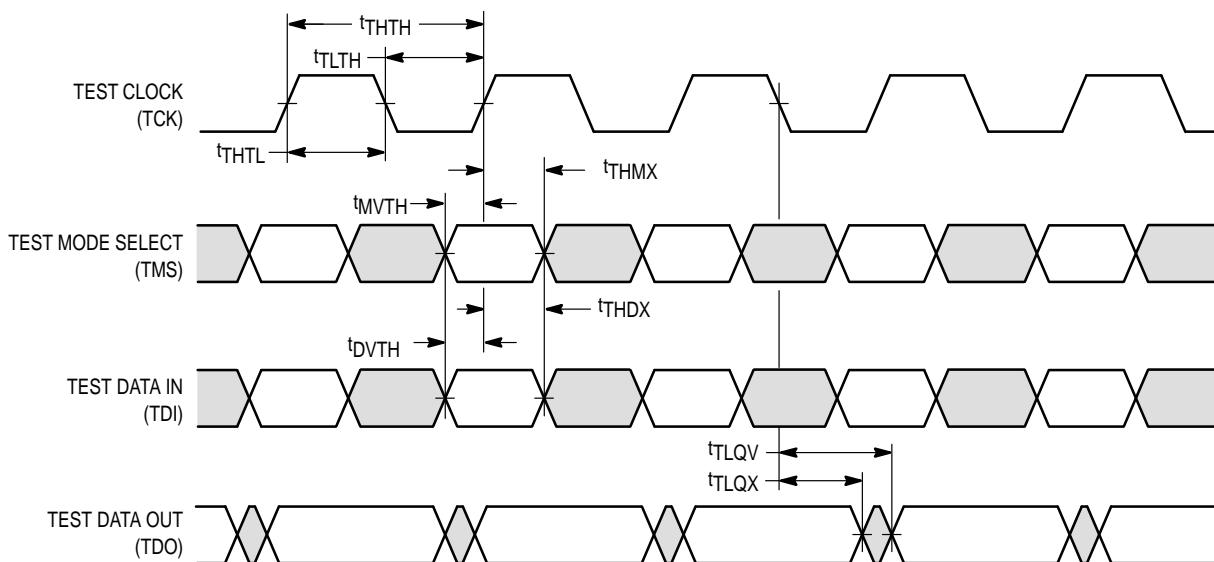 tTHTH
tTLTH
TEST CLOCK
(TCK)
tTHTL
tTHMX
tMVTH
TEST MODE SELECT
(TMS)
tTHDX
tDVTH
TEST DATA IN
(TDI)
tTLQV
tTLQX
TEST DATA OUT
(TDO)